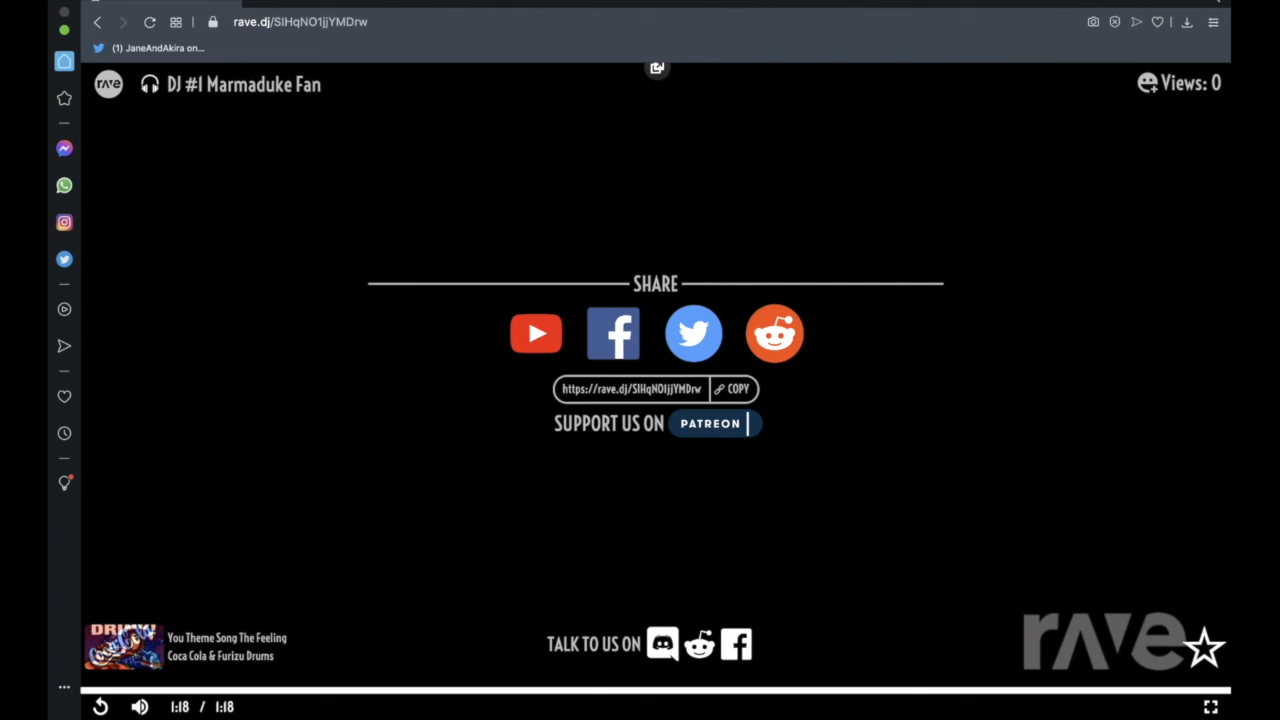 rave.dj/SIHqNO1jjYMDrw
(1) JaneAndAkira on...
rave
DJ #1 Marmaduke Fan
Views: 0
SHARE
https://rave.dj/SIHqNO1jjYMDrw COPY
SUPPORT US ON PATREON
DRINK!
You Theme Song The Feeling
Coca Cola & Furizu Drums
TALK TO US ON
rave
1:18 / 1:18